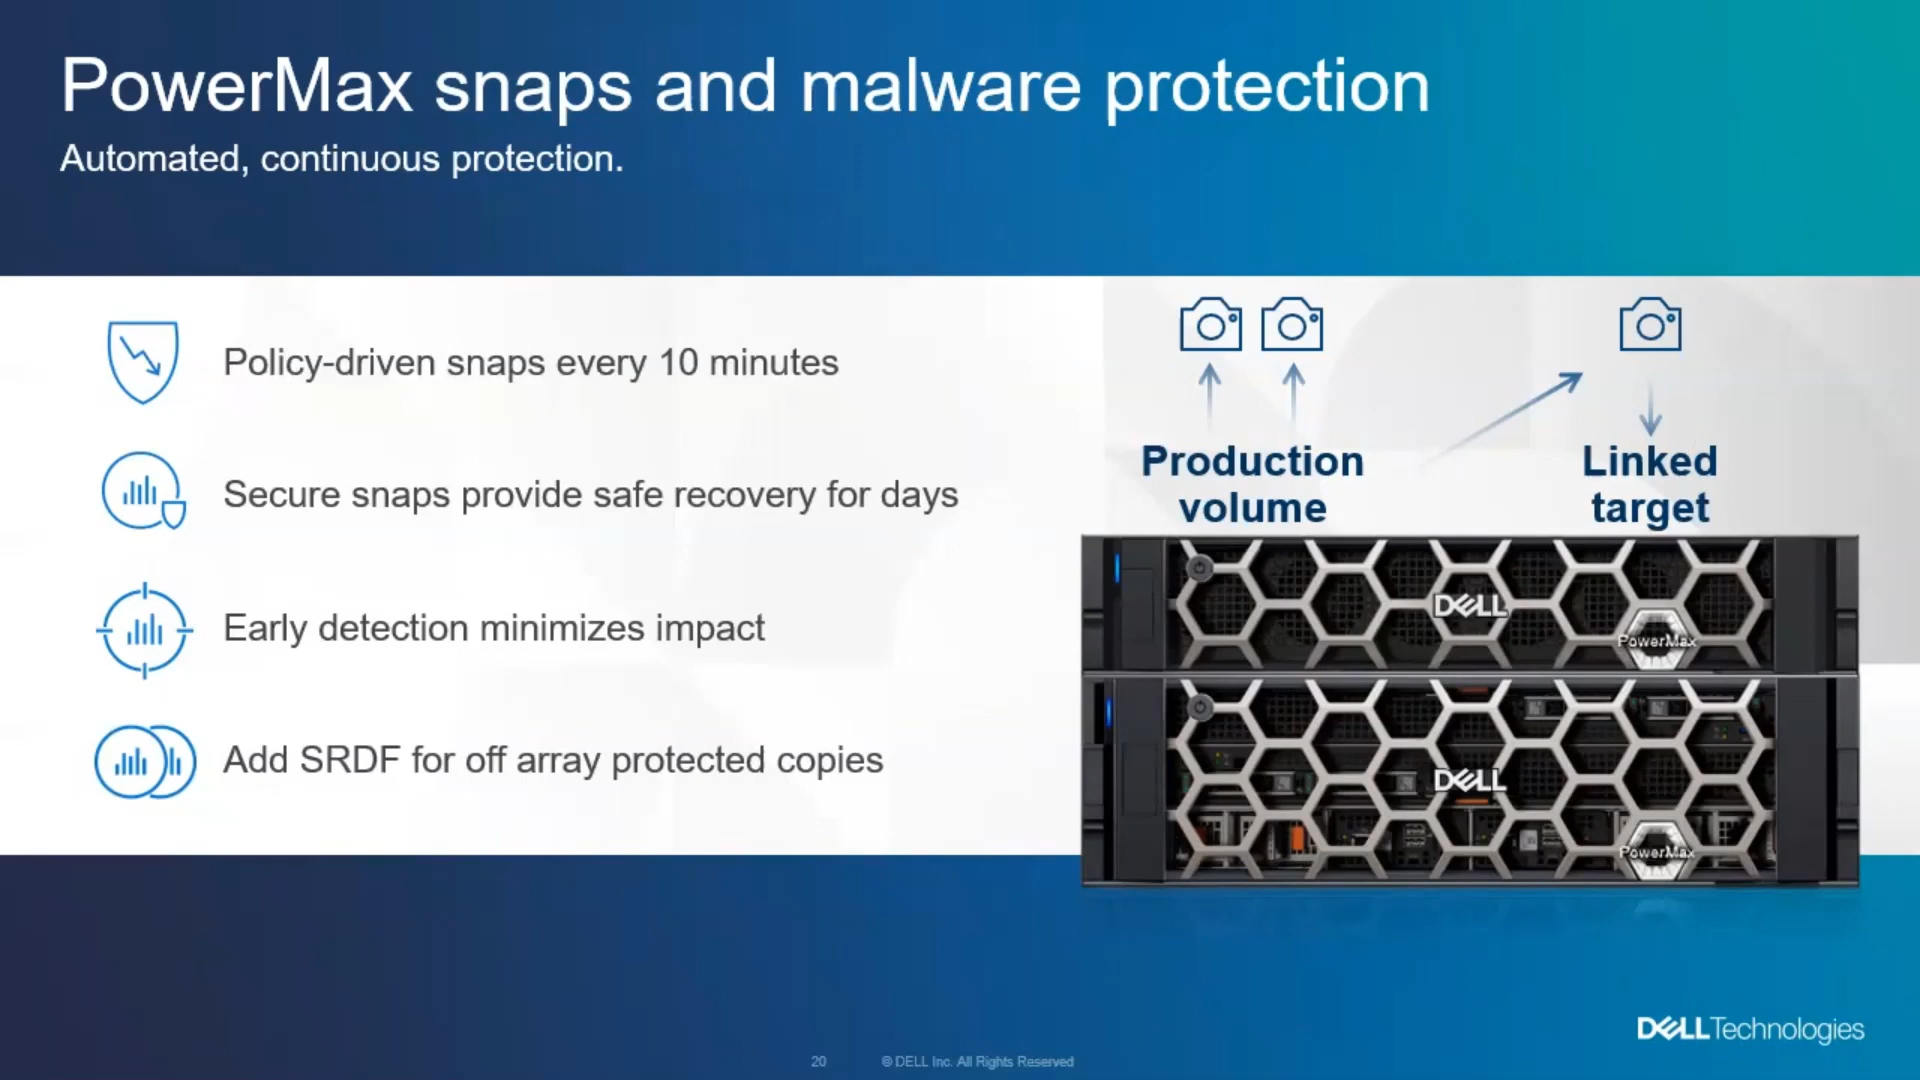 PowerMax snaps and malware protection
Automated, continuous protection.
Policy-driven snaps every 10 minutes
Secure snaps provide safe recovery for days
Early detection minimizes impact
Add SRDF for off array protected copies
Production
volume
Linked
target
DELL
PowerMax
DELL
PowerMax
DELLTechnologies
20
© DELL Inc. All Rights Reserved